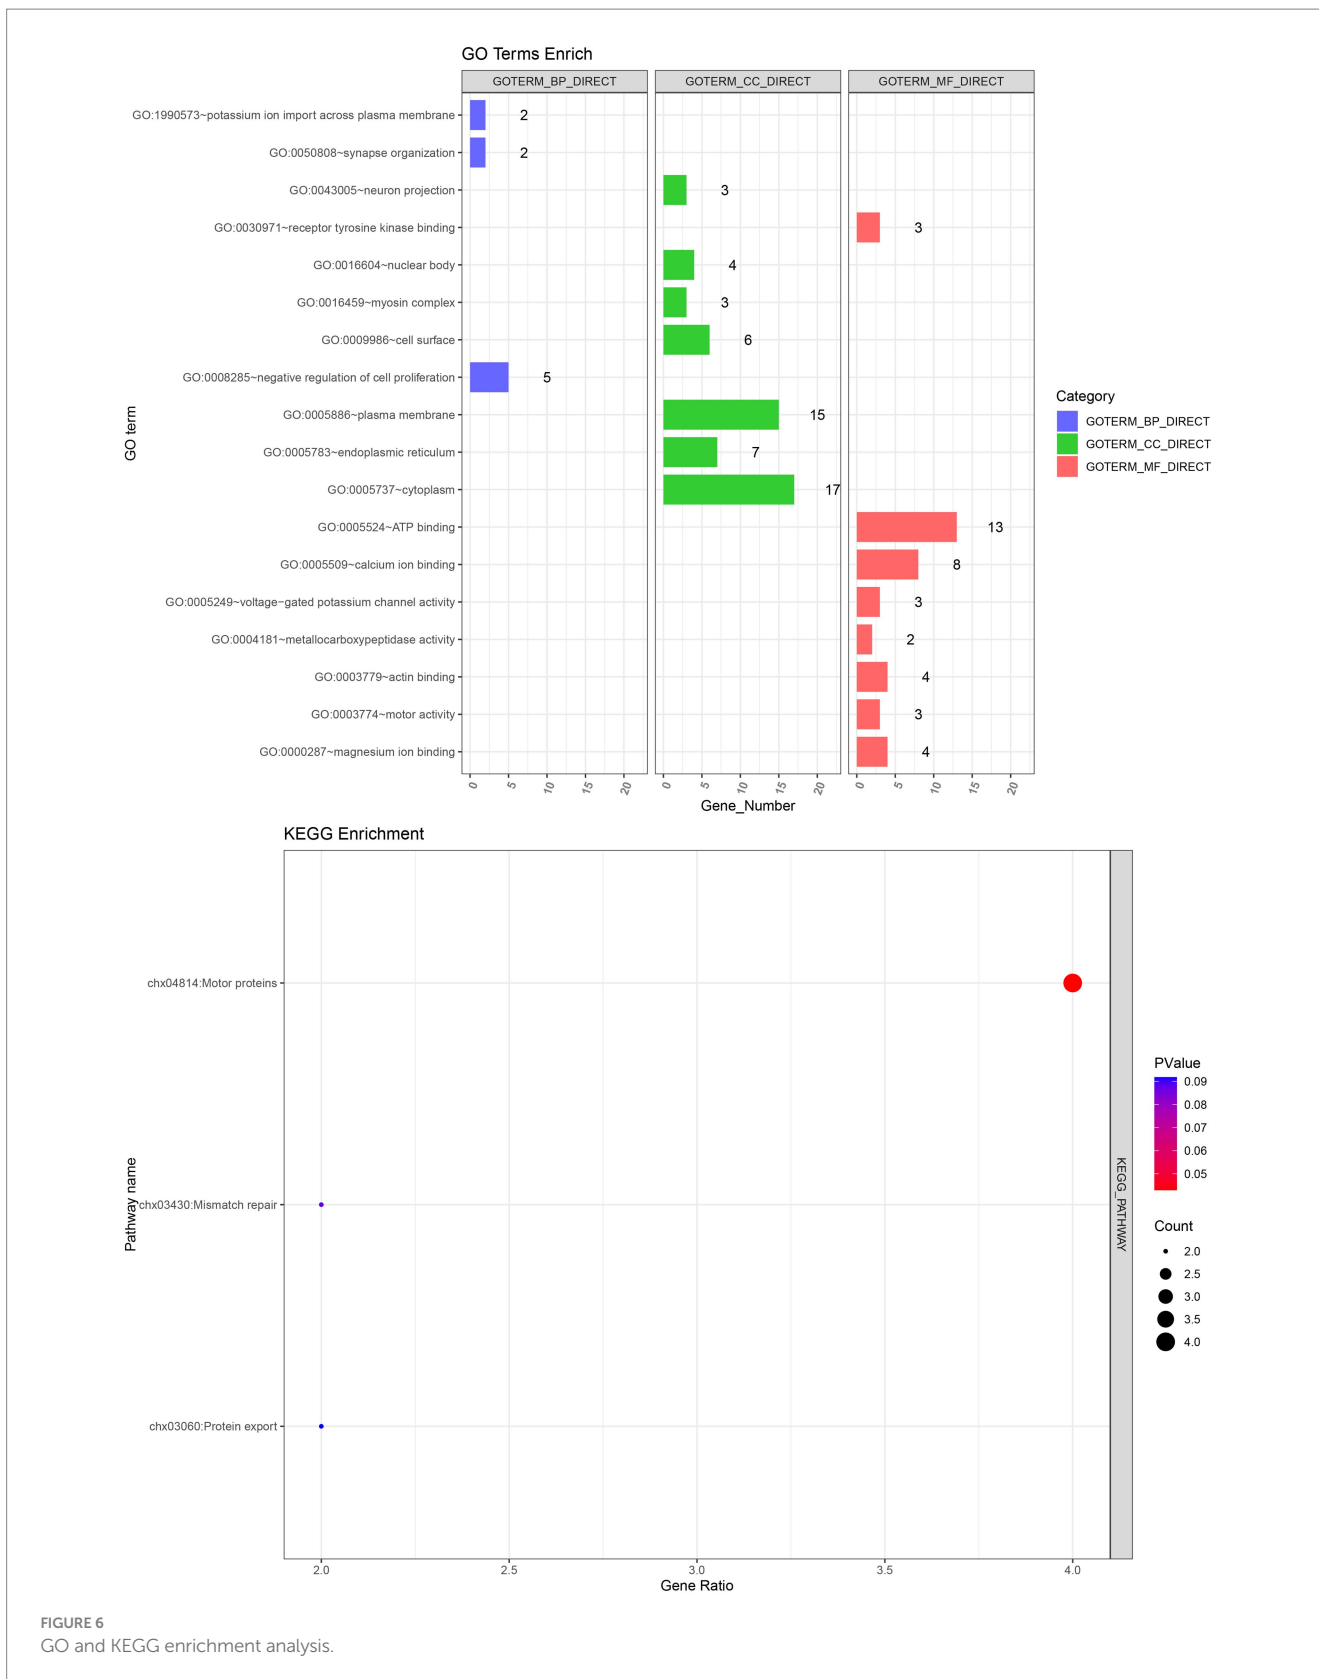 GO Terms Enrich
GOTERM_BP_DIRECT GOTERM_CC_DIRECT GOTERM_MF_DIRECT
GO:1990573~potassium ion import across plasma membrane 2
GO:0050808~synapse organization 2
GO:0043005~neuron projection 3
GO:0030971~receptor tyrosine kinase binding 3
GO:0016604~nuclear body 4
GO:0016459~myosin complex 3
GO:0009986~cell surface 6
GO:0008285~negative regulation of cell proliferation 5
GO:0005886~plasma membrane 15
GO:0005783~endoplasmic reticulum 7
GO:0005737~cytoplasm 17
GO:0005524~ATP binding 13
GO:0005509~calcium ion binding 8
GO:0005249~voltage-gated potassium channel activity 3
GO:0004181~metallocarboxypeptidase activity 2
GO:0003779~actin binding 4
GO:0003774~motor activity 3
GO:0000287~magnesium ion binding 4
GO term
0 5 10 15 20 0 5 10 15 20 0 5 10 15 20
Gene_Number
Category
GOTERM_BP_DIRECT
GOTERM_CC_DIRECT
GOTERM_MF_DIRECT
KEGG Enrichment
chx04814:Motor proteins
chx03430:Mismatch repair
chx03060:Protein export
Pathway name
KEGG_PATHWAY
2.0 2.5 3.0 3.5 4.0
Gene Ratio
PValue
0.09
0.08
0.07
0.06
0.05
Count
2.0
2.5
3.0
3.5
4.0
FIGURE 6
GO and KEGG enrichment analysis.